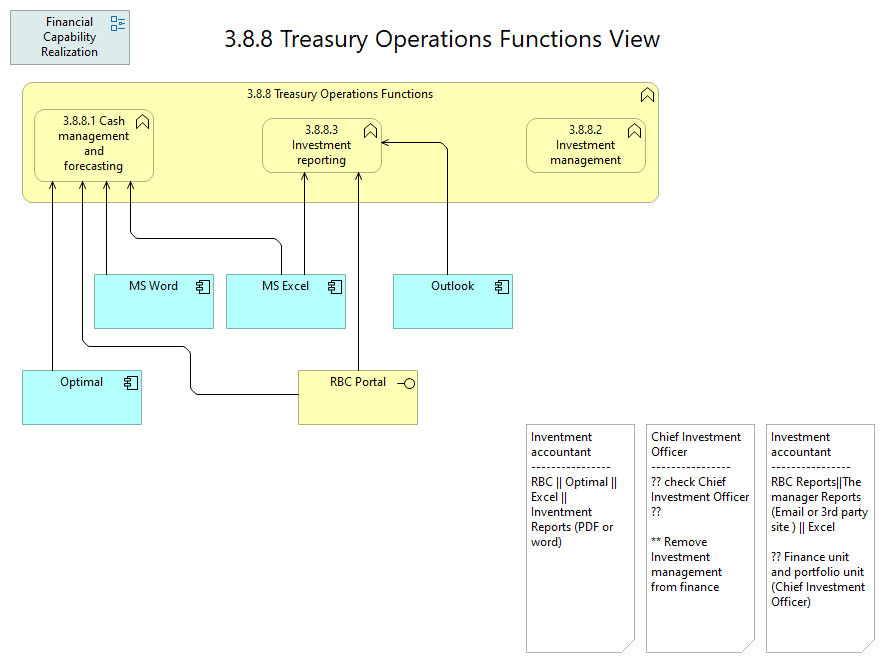 Financial
Capability
Realization
3.8.8 Treasury Operations Functions View
3.8.8 Treasury Operations Functions
3.8.8.1 Cash
management
and
forecasting
3.8.8.3
Investment
reporting
3.8.8.2
Investment
management
MS Word
MS Excel
Outlook
Optimal
RBC Portal
Inventment
accountant
----------------
RBC || Optimal ||
Excel ||
Inventment
Reports (PDF or
word)
Chief Investment
Officer
----------------
?? check Chief
Investment Officer
??
** Remove
Investment
management
from finance
Investment
accountant
----------------
RBC Reports||The
manager Reports
(Email or 3rd party
site ) || Excel
?? Finance unit
and portfolio unit
(Chief Investment
Officer)